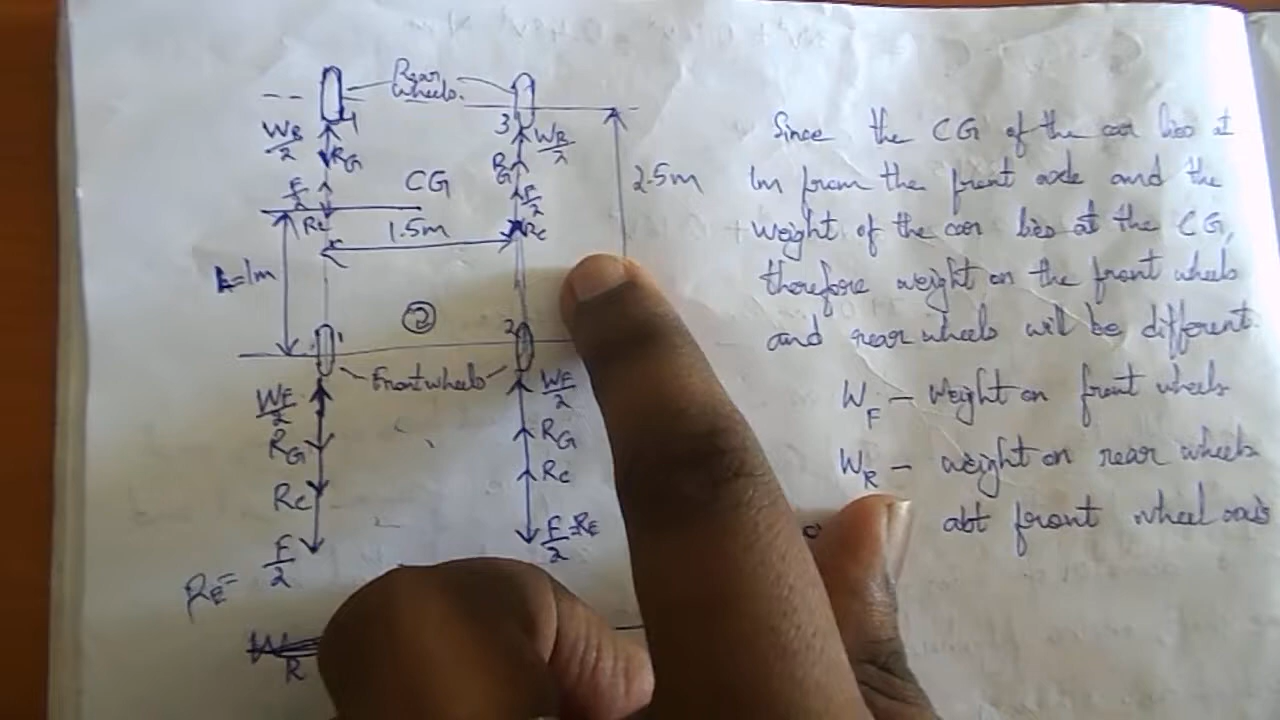 Rear
wheels.
4
3
WR/2
WR/2
RG
RG
F/2
F/2
CG
Rc
Rc
1.5m
2.5m
L=1m
2
1
2
Front wheels
WF/2
WF/2
RG
RG
Rc
Rc
F/2
F/2=RE
RE=
R
Since the CG of the car lies at
1m from the front axle and the
weight of the car lies at the CG,
therefore weight on the front wheels
and rear wheels will be different.
WF – weight on front wheels
WR – weight on rear wheels
abt front wheel axis